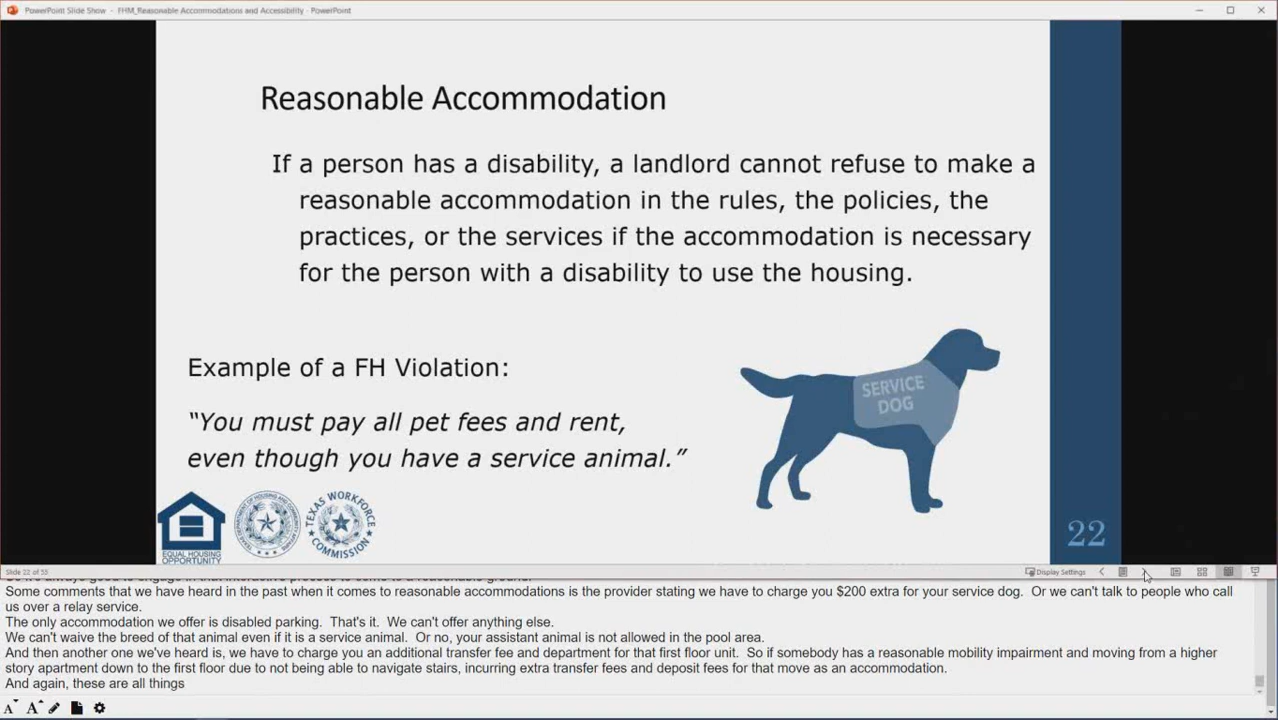 PowerPoint Slide Show - FHM_Reasonable Accommodations and Accessibility - PowerPoint
Reasonable Accommodation
If a person has a disability, a landlord cannot refuse to make a
reasonable accommodation in the rules, the policies, the
practices, or the services if the accommodation is necessary
for the person with a disability to use the housing.
Example of a FH Violation:
“You must pay all pet fees and rent,
even though you have a service animal.”
SERVICE
DOG
EQUAL HOUSING
OPPORTUNITY
TEXAS WORKFORCE
COMMISSION
22
Slide 22 of 55
Display Settings
Some comments that we have heard in the past when it comes to reasonable accommodations is the provider stating we have to charge you $200 extra for your service dog. Or we can't talk to people who call
us over a relay service.
The only accommodation we offer is disabled parking. That's it. We can't offer anything else.
We can't waive the breed of that animal even if it is a service animal. Or no, your assistant animal is not allowed in the pool area.
And then another one we've heard is, we have to charge you an additional transfer fee and department for that first floor unit. So if somebody has a reasonable mobility impairment and moving from a higher
story apartment down to the first floor due to not being able to navigate stairs, incurring extra transfer fees and deposit fees for that move as an accommodation.
And again, these are all things
A A